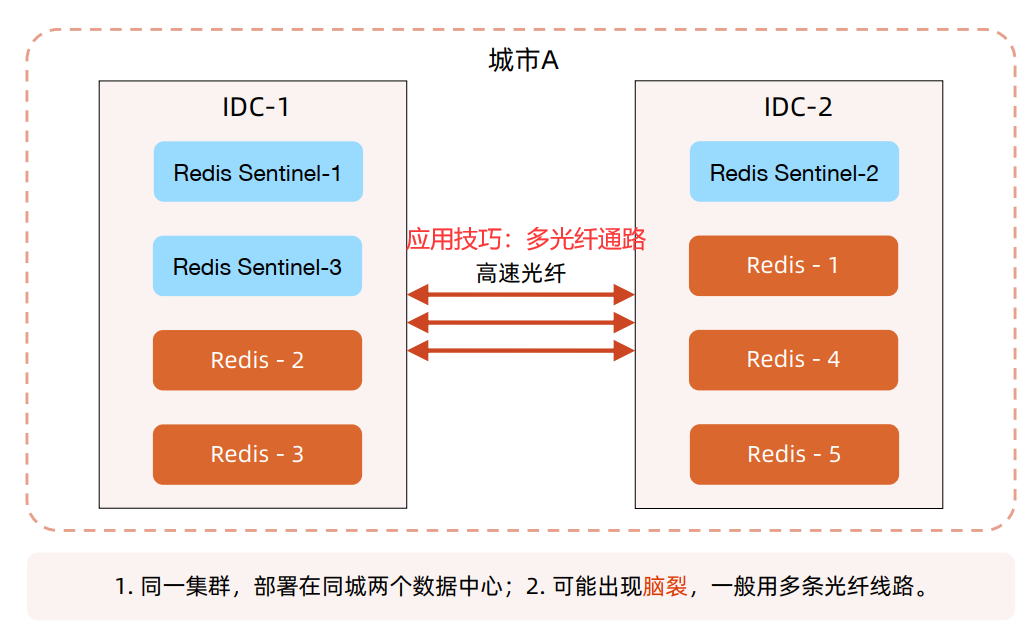 城市A
IDC-1
Redis Sentinel-1
Redis Sentinel-3
Redis - 2
Redis - 3
应用技巧：多光纤通路
高速光纤
IDC-2
Redis Sentinel-2
Redis - 1
Redis - 4
Redis - 5
1. 同一集群，部署在同城两个数据中心；2. 可能出现脑裂，一般用多条光纤线路。